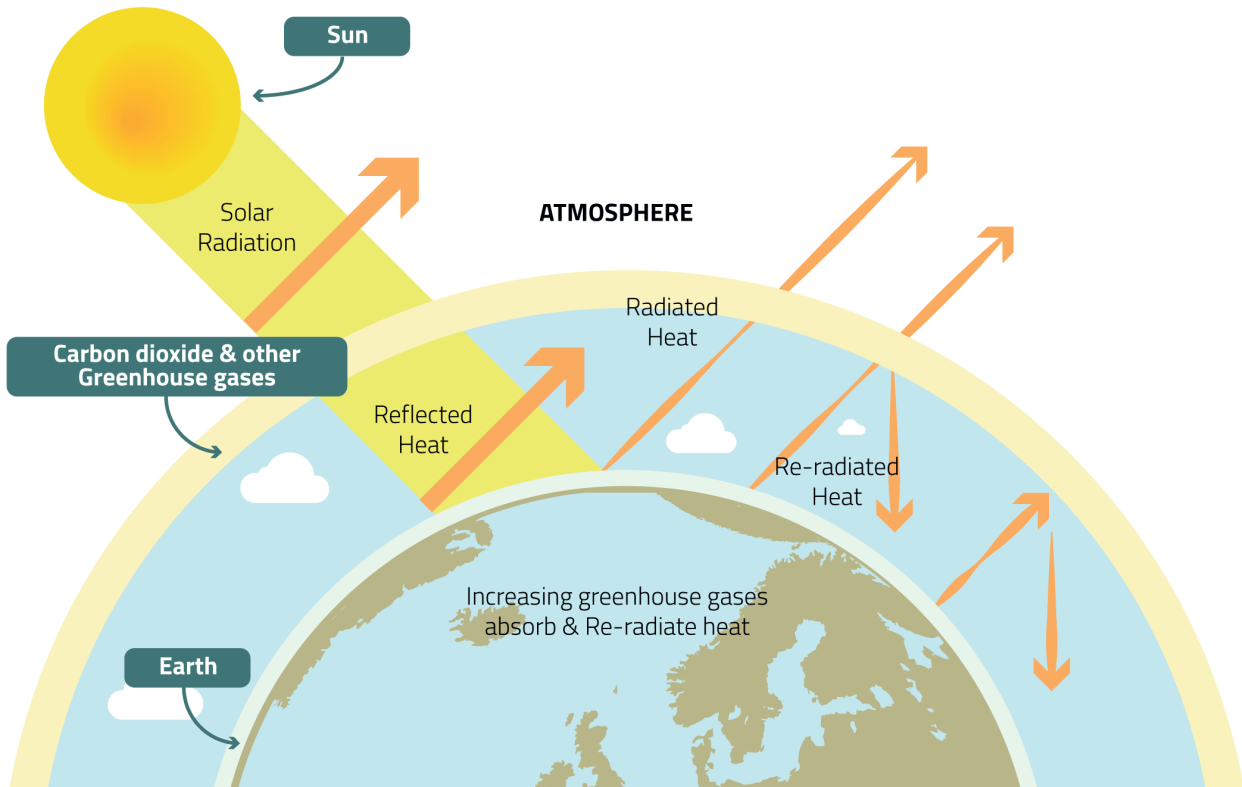 Sun
Solar
Radiation
ATMOSPHERE
Radiated
Heat
Carbon dioxide & other
Greenhouse gases
Reflected
Heat
Re-radiated
Heat
Increasing greenhouse gases
absorb & Re-radiate heat
Earth